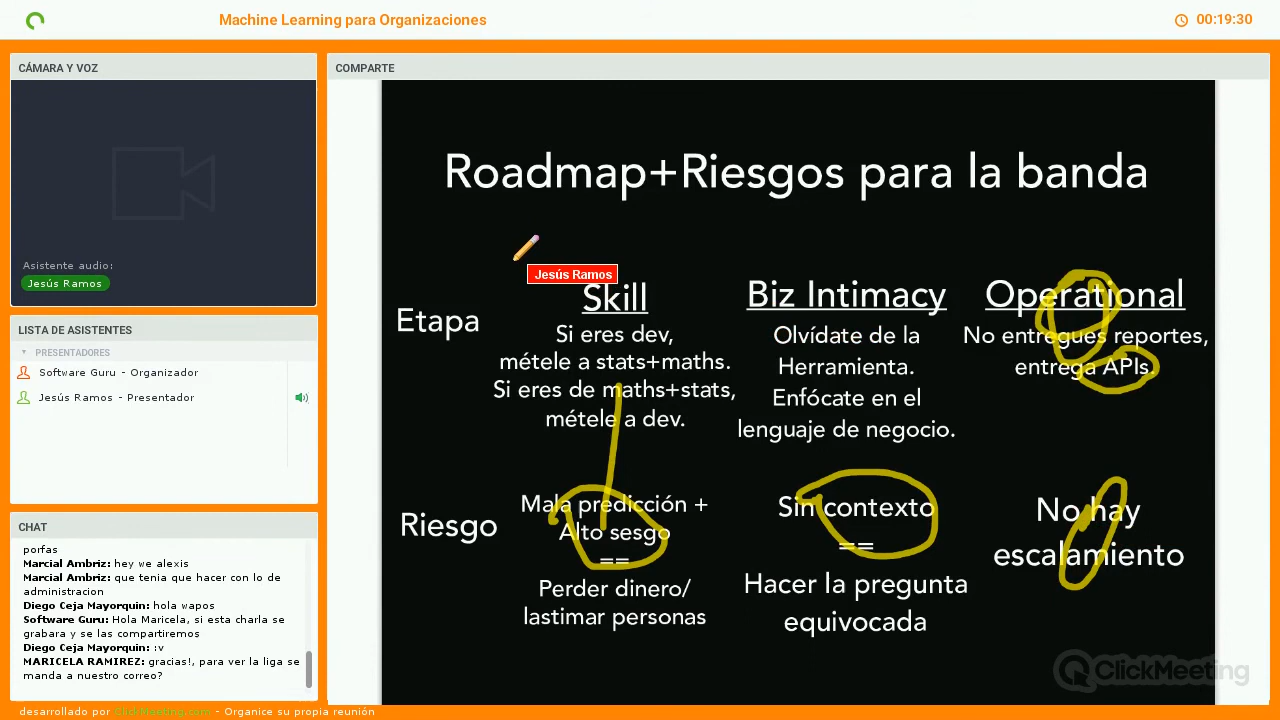 Machine Learning para Organizaciones
00:19:30
CÁMARA Y VOZ
Asistente audio:
Jesús Ramos
LISTA DE ASISTENTES
PRESENTADORES
Software Guru - Organizador
Jesús Ramos - Presentador
CHAT
porfas
Marcial Ambriz: hey we alexis
Marcial Ambriz: que tenia que hacer con lo de
administracion
Diego Ceja Mayorquin: hola wapos
Software Guru: Hola Maricela, si esta charla se
grabara y se las compartiremos
Diego Ceja Mayorquin: :v
MARICELA RAMIREZ: gracias!, para ver la liga se
manda a nuestro correo?
COMPARTE
Roadmap+Riesgos para la banda
Jesús Ramos
Etapa
Skill
Si eres dev,
métele a stats+maths.
Si eres de maths+stats,
métele a dev.
Biz Intimacy
Olvídate de la
Herramienta.
Enfócate en el
lenguaje de negocio.
Operational
No entregues reportes,
entrega APIs.
Riesgo
Mala predicción +
Alto sesgo
==
Perder dinero/
lastimar personas
Sin contexto
==
Hacer la pregunta
equivocada
No hay
escalamiento
ClickMeeting
desarrollado por ClickMeeting.com - Organice su propia reunión